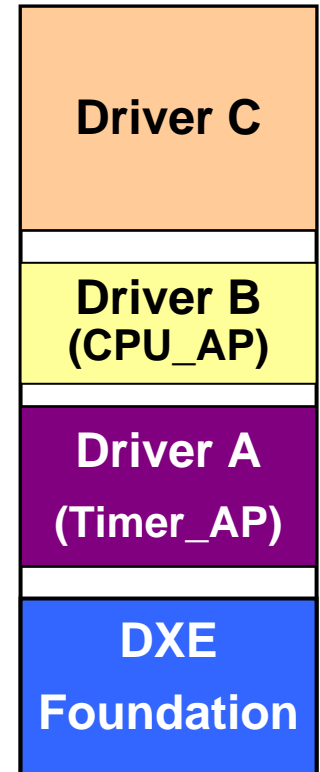 Driver C
Driver B
(CPU_AP)
Driver A
(Timer_AP)
DXE
Foundation